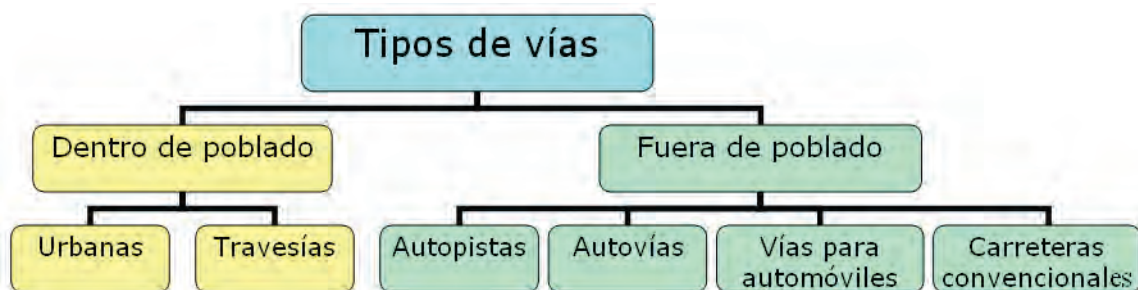 Tipos de vías
Dentro de poblado
Fuera de poblado
Urbanas
Travesías
Autopistas
Autovías
Vías para
automóviles
Carreteras
convencionales